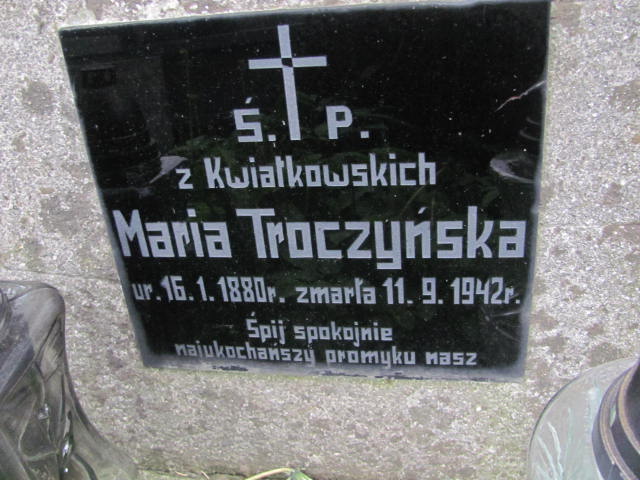 Ś. P.
z Kwiatkowskich
Maria Troczyńska
ur. 16. 1. 1880r. zmarła 11. 9. 1942r.
Śpij spokojnie
najukochańszy promyku nasz